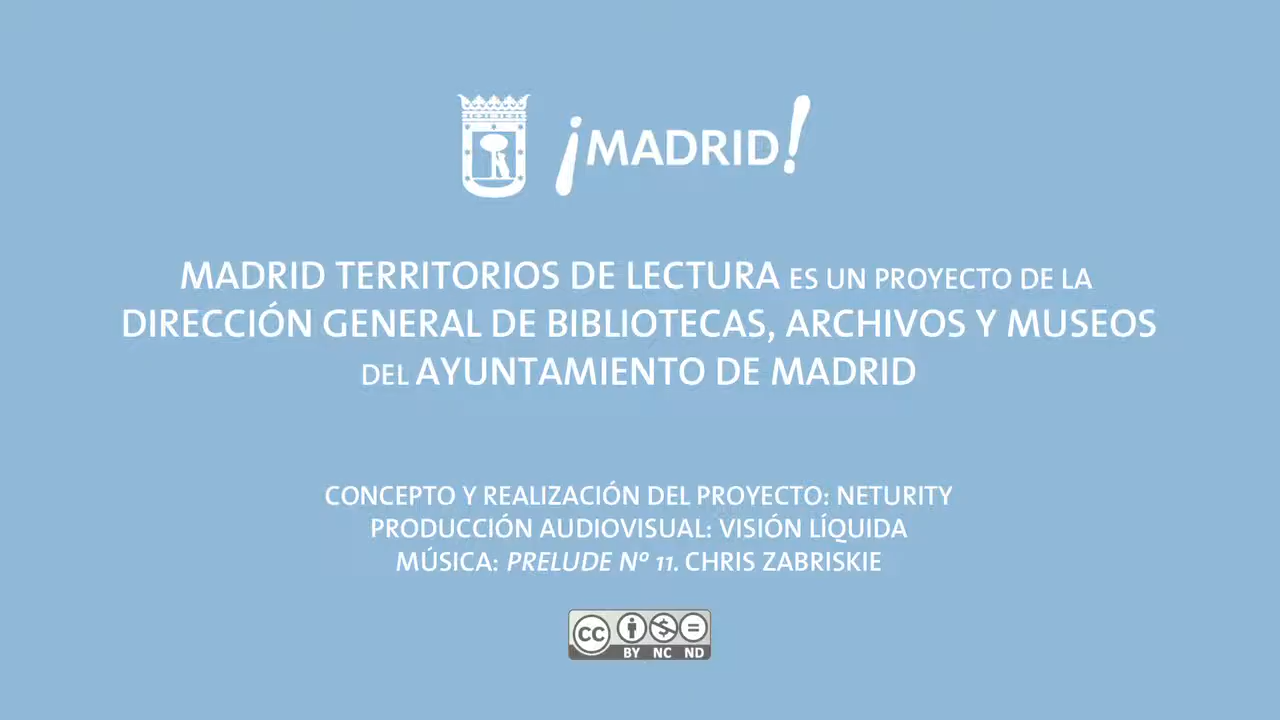 ¡MADRID!
MADRID TERRITORIOS DE LECTURA ES UN PROYECTO DE LA
DIRECCIÓN GENERAL DE BIBLIOTECAS, ARCHIVOS Y MUSEOS
DEL AYUNTAMIENTO DE MADRID
CONCEPTO Y REALIZACIÓN DEL PROYECTO: NETURITY
PRODUCCIÓN AUDIOVISUAL: VISIÓN LÍQUIDA
MÚSICA: PRELUDE Nº 11. CHRIS ZABRISKIE
CC
BY NC ND